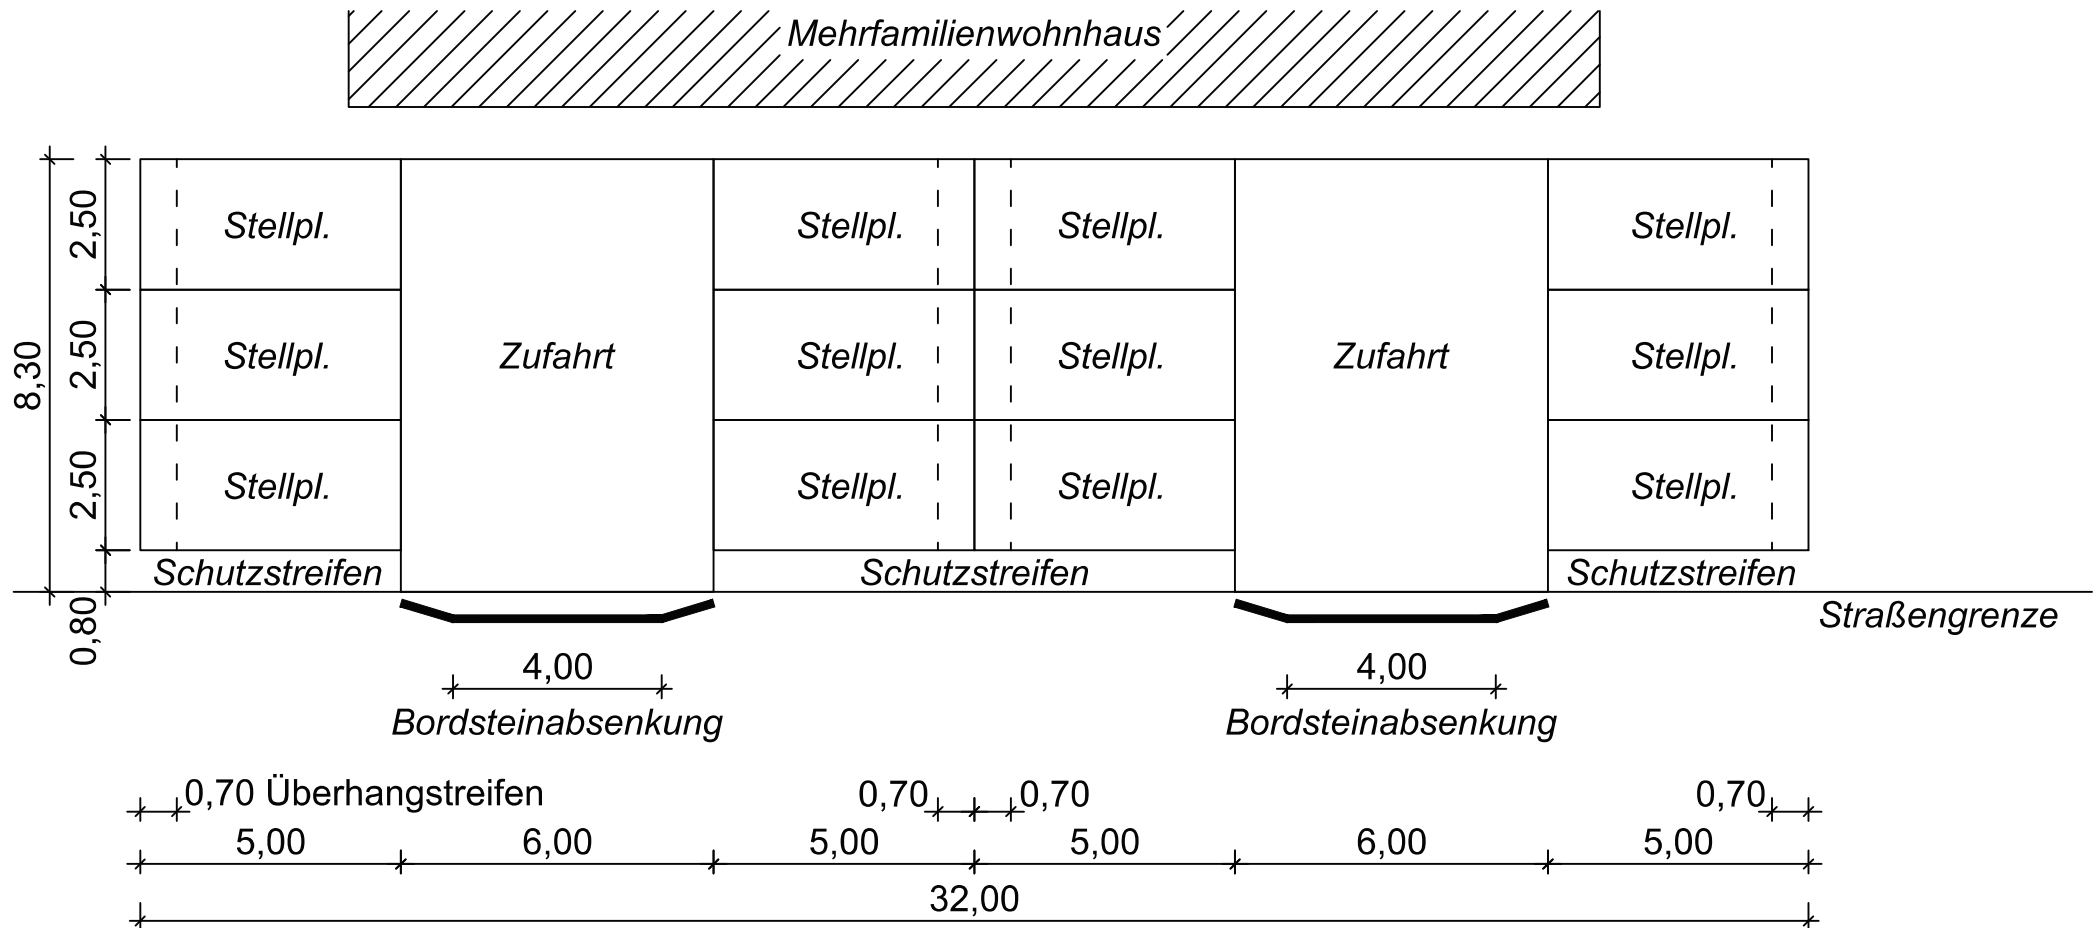 Mehrfamilienwohnhaus
2,50
Stellpl.
Stellpl.
Stellpl.
Stellpl.
8,30
2,50
Stellpl.
Zufahrt
Stellpl.
Stellpl.
Zufahrt
Stellpl.
2,50
Stellpl.
Stellpl.
Stellpl.
Stellpl.
Schutzstreifen
Schutzstreifen
Schutzstreifen
0,80
Straßengrenze
4,00
4,00
Bordsteinabsenkung
Bordsteinabsenkung
0,70 Überhangstreifen
0,70
0,70
0,70
5,00
6,00
5,00
5,00
6,00
5,00
32,00